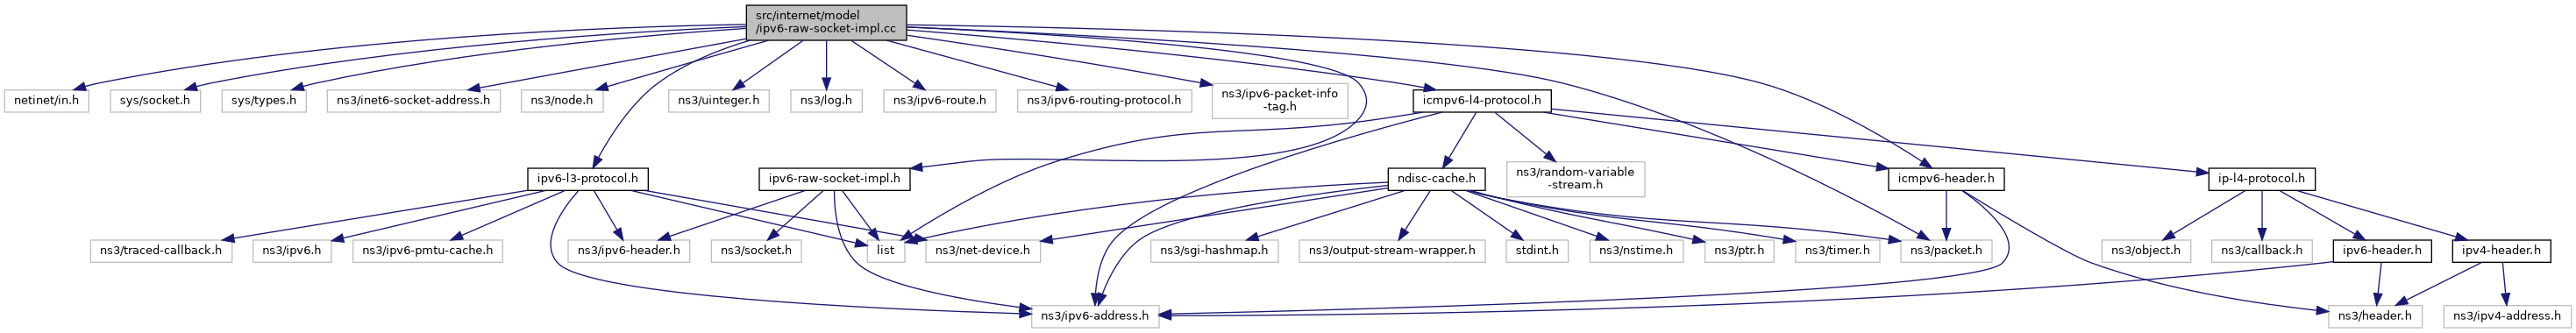 src/internet/model
/ipv6-raw-socket-impl.cc
netinet/in.h
sys/socket.h
sys/types.h
ns3/inet6-socket-address.h
ns3/node.h
ns3/uinteger.h
ns3/log.h
ns3/ipv6-route.h
ns3/ipv6-routing-protocol.h
ns3/ipv6-packet-info
-tag.h
icmpv6-l4-protocol.h
ipv6-l3-protocol.h
ipv6-raw-socket-impl.h
ndisc-cache.h
ns3/random-variable
-stream.h
icmpv6-header.h
ip-l4-protocol.h
ns3/traced-callback.h
ns3/ipv6.h
ns3/ipv6-pmtu-cache.h
ns3/ipv6-header.h
ns3/socket.h
list
ns3/net-device.h
ns3/sgi-hashmap.h
ns3/output-stream-wrapper.h
stdint.h
ns3/nstime.h
ns3/ptr.h
ns3/timer.h
ns3/packet.h
ns3/object.h
ns3/callback.h
ipv6-header.h
ipv4-header.h
ns3/ipv6-address.h
ns3/header.h
ns3/ipv4-address.h